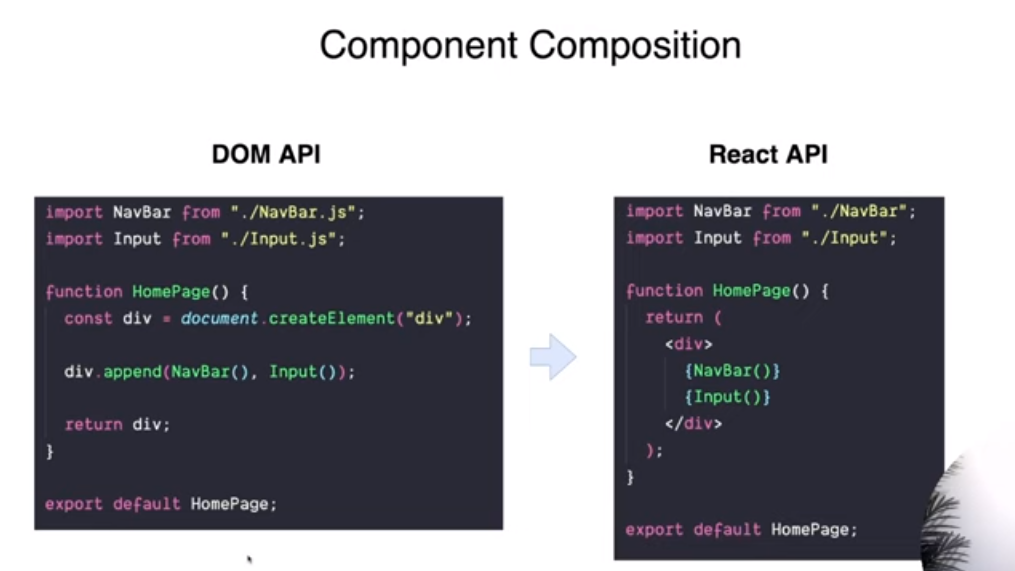 Component Composition
DOM API
import NavBar from "./NavBar.js";
import Input from "./Input.js";
function HomePage() {
const div = document.createElement("div");
div.append(NavBar(), Input());
return div;
}
export default HomePage;
React API
import NavBar from "./NavBar";
import Input from "./Input";
function HomePage() {
return (
<div>
{NavBar()}
{Input()}
</div>
);
}
export default HomePage;